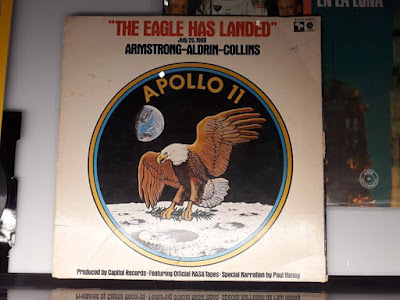 "THE EAGLE HAS LANDED"
July 20, 1969
ARMSTRONG-ALDRIN-COLLINS
APOLLO 11
Produced by Capitol Records • Featuring Official NASA Tapes • Special Narration by Paul Haney
EN LA LUNA